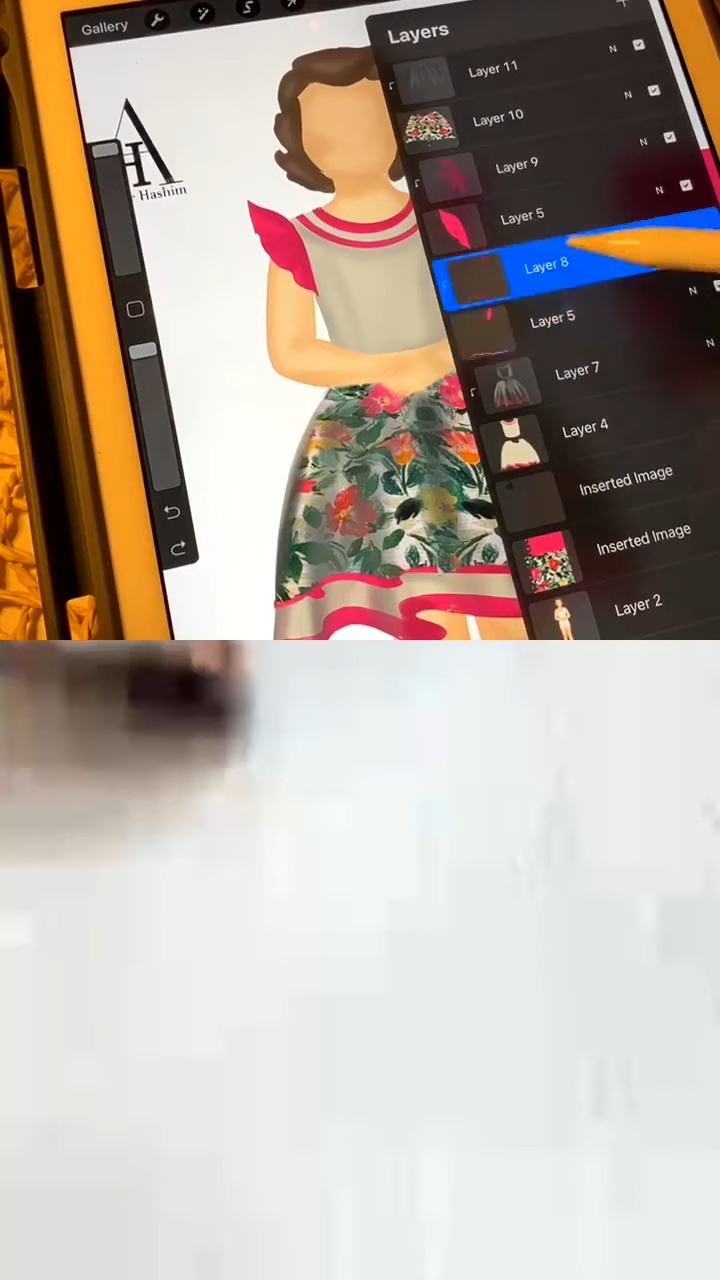 Gallery
Layers
AH
Hashim
Layer 11
N
Layer 10
N
Layer 9
N
Layer 5
N
Layer 8
Layer 5
N
Layer 7
N
Layer 4
Inserted Image
Inserted Image
Layer 2